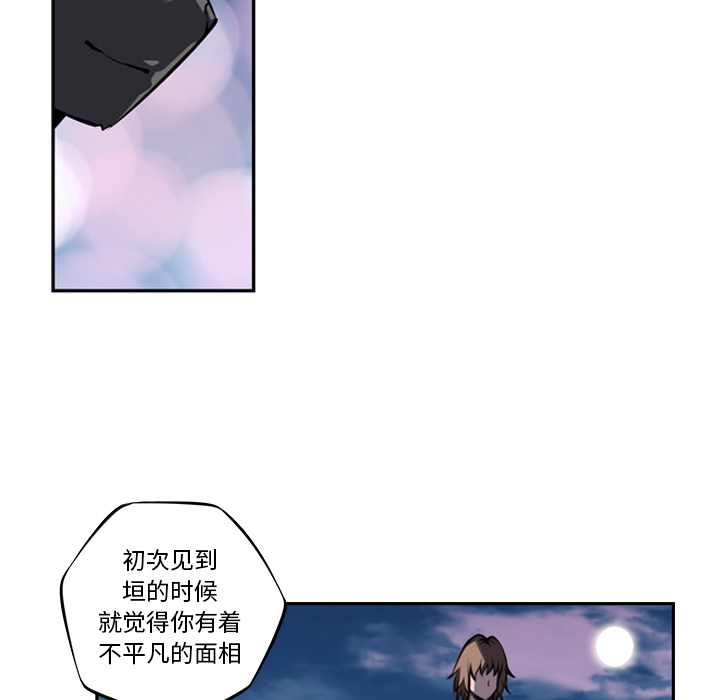 初次见到
垣的时候
就觉得你有着
不平凡的面相